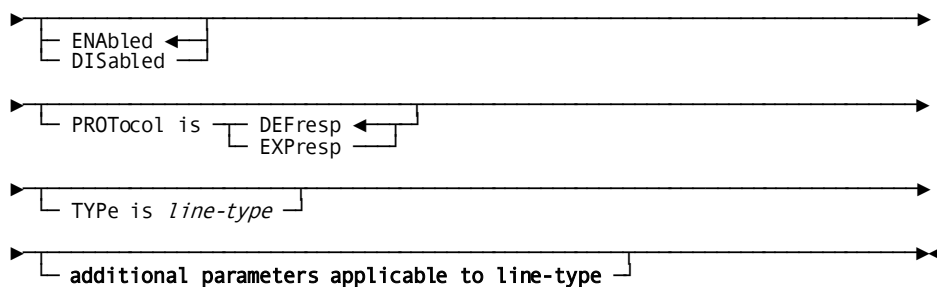 ENAbled
DISabled
PROTocol is DEFresp
EXPresp
TYPe is line-type
additional parameters applicable to line-type